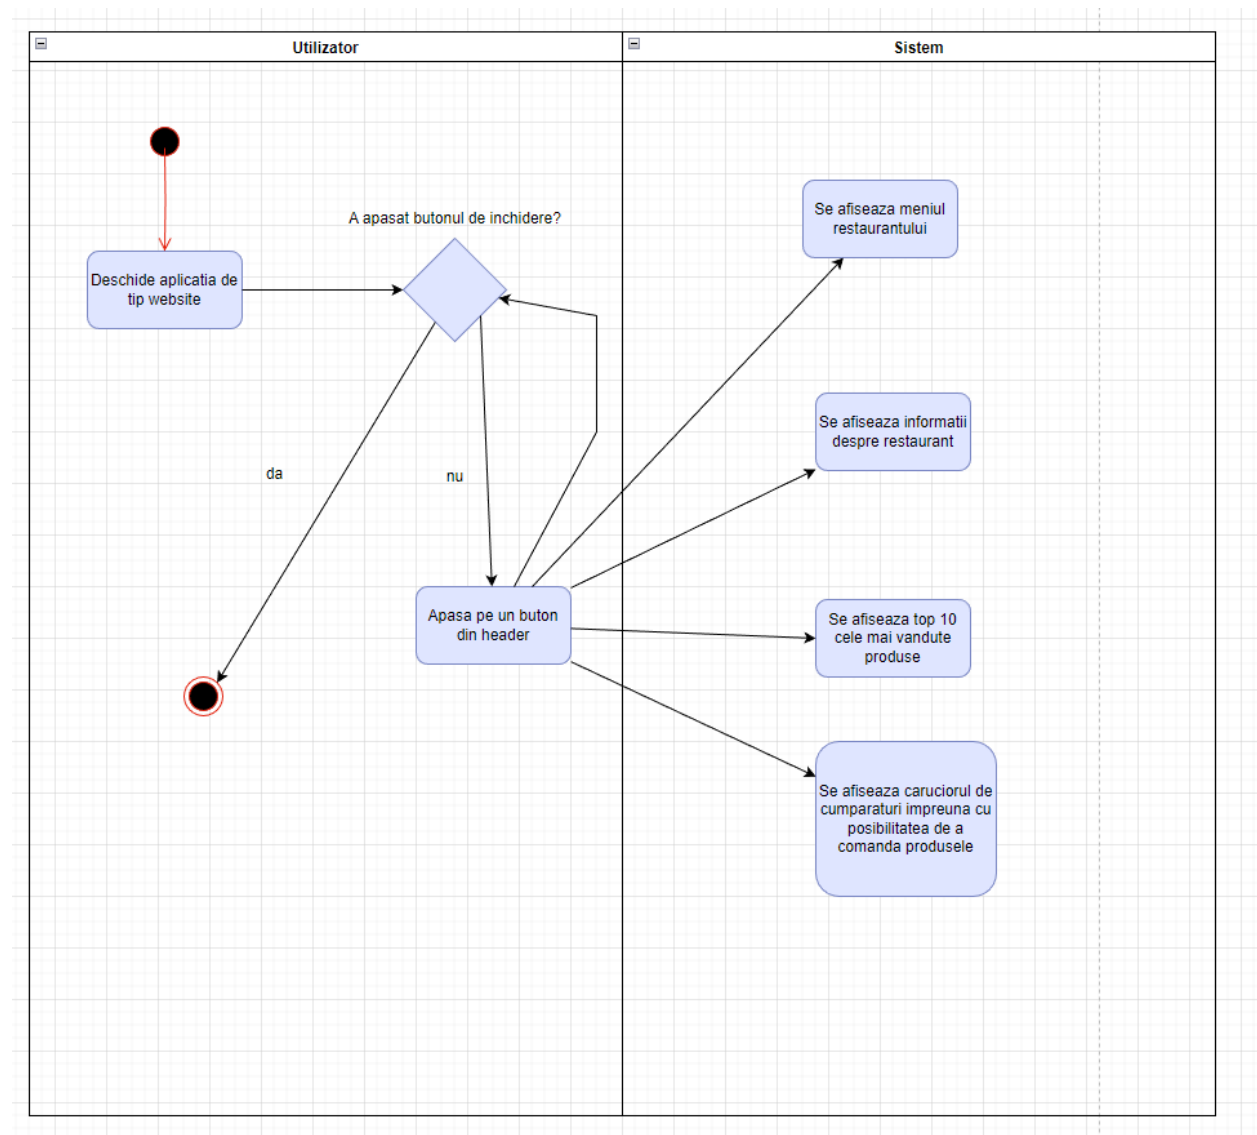 Utilizator
Sistem
A apasat butonul de inchidere?
Deschide aplicatia de
tip website
da
nu
Apasa pe un buton
din header
Se afiseaza meniul
restaurantului
Se afiseaza informatii
despre restaurant
Se afiseaza top 10
cele mai vandute
produse
Se afiseaza caruciorul de
cumparaturi impreuna cu
posibilitatea de a
comanda produsele